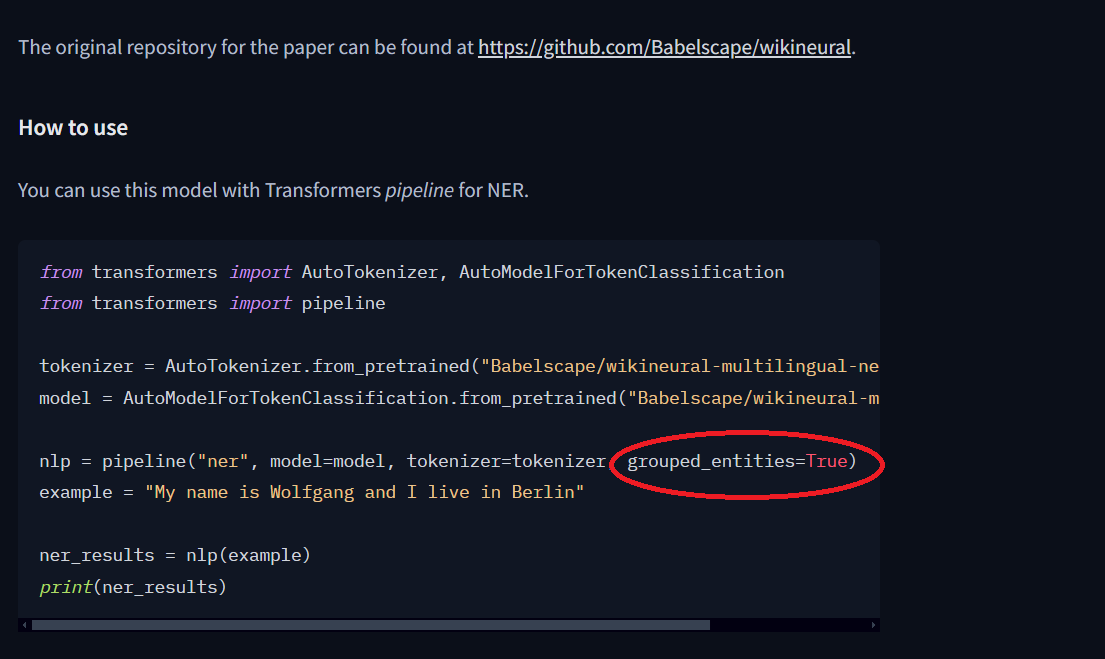 The original repository for the paper can be found at https://github.com/Babelscape/wikineural.
How to use
You can use this model with Transformers pipeline for NER.
from transformers import AutoTokenizer, AutoModelForTokenClassification
from transformers import pipeline
tokenizer = AutoTokenizer.from_pretrained("Babelscape/wikineural-multilingual-ne
model = AutoModelForTokenClassification.from_pretrained("Babelscape/wikineural-m
nlp = pipeline("ner", model=model, tokenizer=tokenizer, grouped_entities=True)
example = "My name is Wolfgang and I live in Berlin"
ner_results = nlp(example)
print(ner_results)